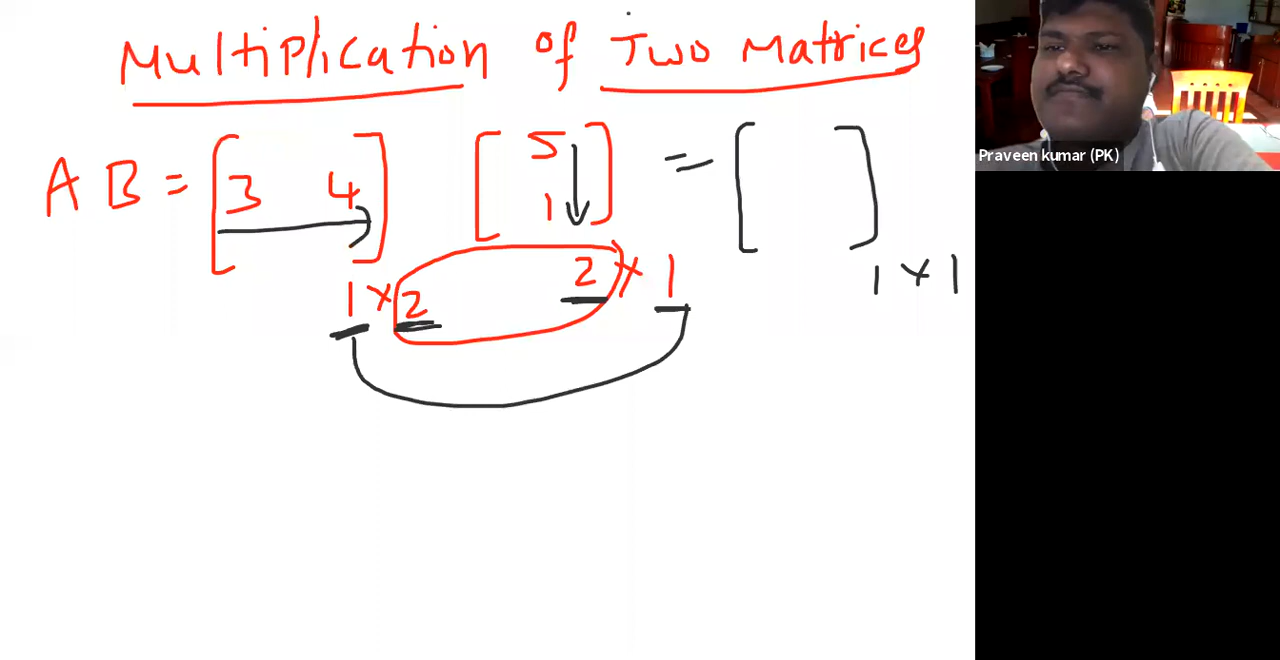 Multiplication of Two Matrices
AB = [3 4] [5 = [ ]
1]
1 × 2 2 × 1 1 × 1
Praveen kumar (PK)